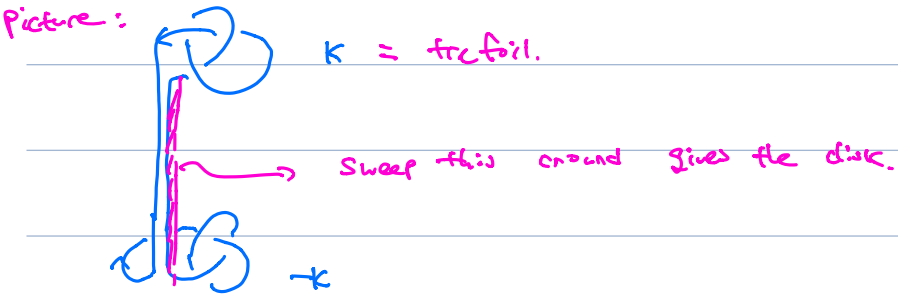 Picture:
K = trefoil.
sweep this around gives the disk.
-K